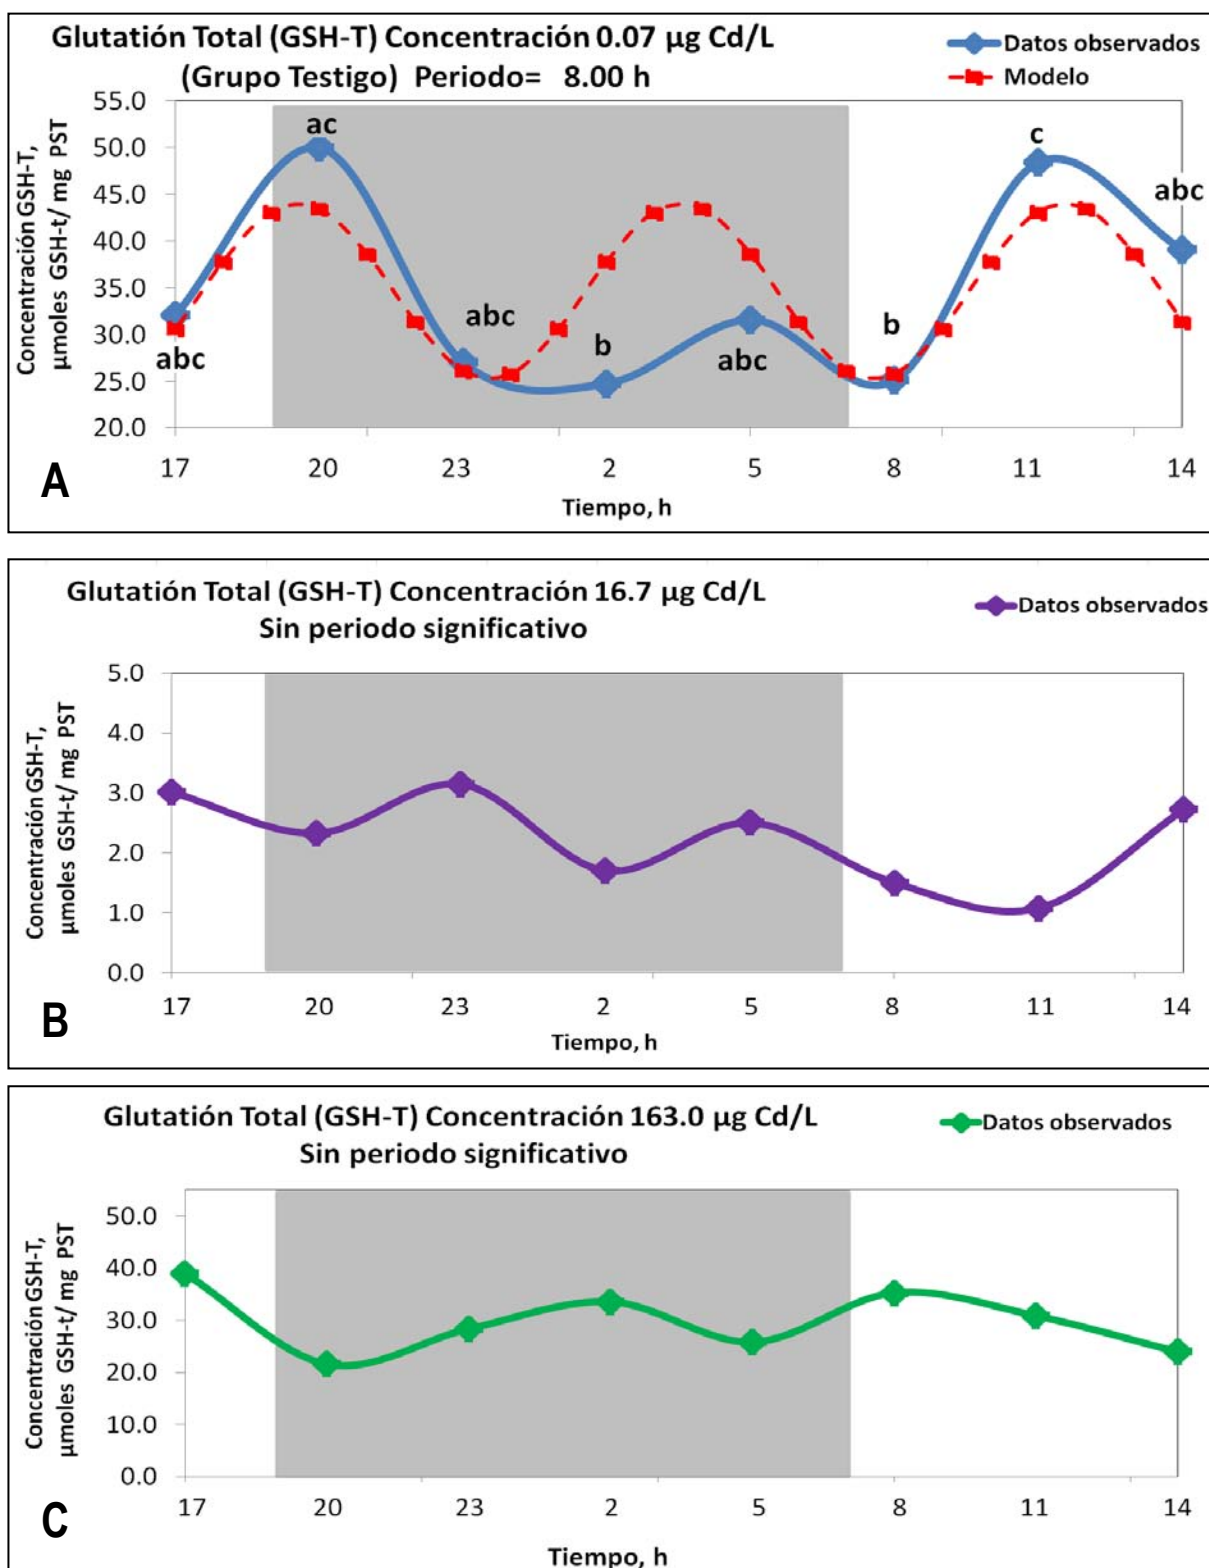 Glutatión Total (GSH-T) Concentración 0.07 µg Cd/L
(Grupo Testigo) Periodo= 8.00 h
Datos observados
Modelo
Concentración GSH-T,
µmoles GSH-t/ mg PST
55.0
50.0
45.0
40.0
35.0
30.0
25.0
20.0
abc
ac
abc
b
abc
b
c
abc
17 20 23 2 5 8 11 14
Tiempo, h
A
Glutatión Total (GSH-T) Concentración 16.7 µg Cd/L
Sin periodo significativo
Datos observados
Concentración GSH-T,
µmoles GSH-t/ mg PST
5.0
4.0
3.0
2.0
1.0
0.0
17 20 23 2 5 8 11 14
Tiempo, h
B
Glutatión Total (GSH-T) Concentración 163.0 µg Cd/L
Sin periodo significativo
Datos observados
Concentración GSH-T,
µmoles GSH-t/ mg PST
50.0
40.0
30.0
20.0
10.0
0.0
17 20 23 2 5 8 11 14
Tiempo, h
C